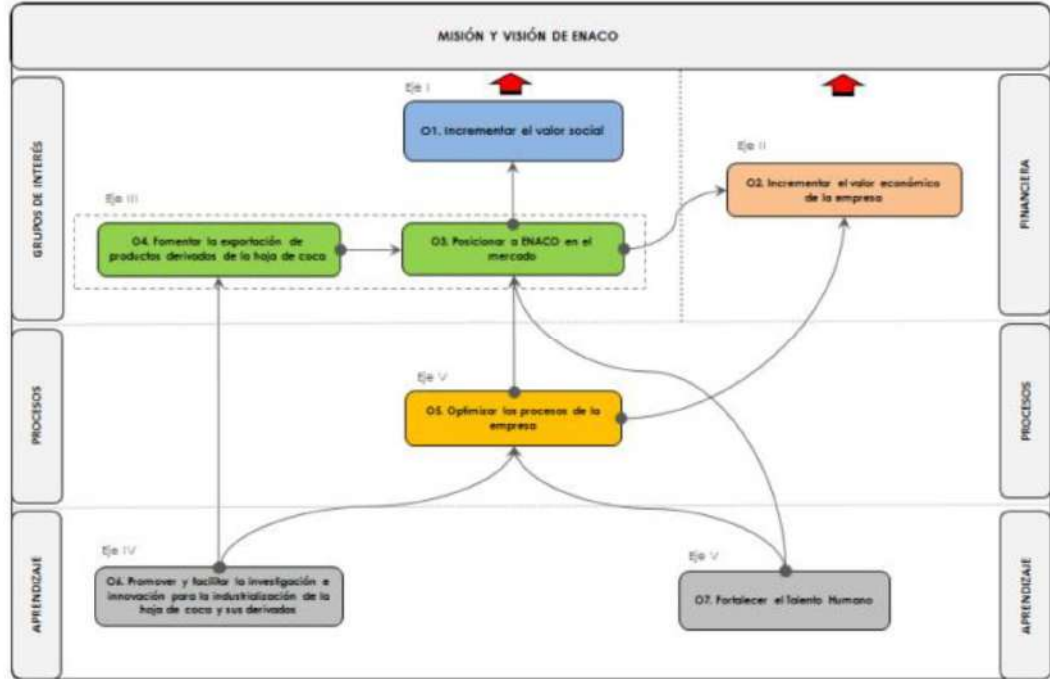 MISIÓN Y VISIÓN DE ENACO
GRUPOS DE INTERÉS
FINANCIERA
Eje I
O1. Incrementar el valor social
Eje II
O2. Incrementar el valor económico
de la empresa
Eje III
O4. Fomentar la exportación de
productos derivados de la hoja de coca
O3. Posicionar a ENACO en el
mercado
PROCESOS
PROCESOS
Eje V
O5. Optimizar los procesos de la
empresa
APRENDIZAJE
APRENDIZAJE
Eje IV
O6. Promover y facilitar la investigación e
innovación para la industrialización de la
hoja de coca y sus derivados
Eje V
O7. Fortalecer el Talento Humano